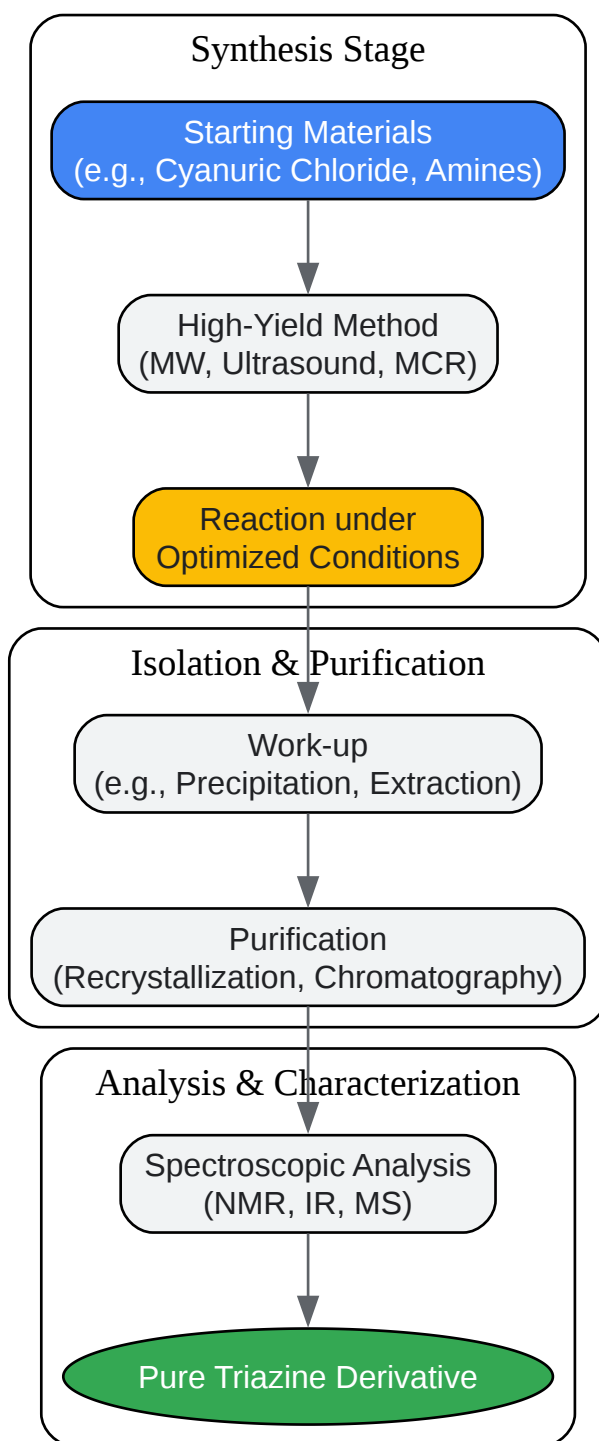 Synthesis Stage
Starting Materials
(e.g., Cyanuric Chloride, Amines)
High-Yield Method
(MW, Ultrasound, MCR)
Reaction under
Optimized Conditions
Isolation & Purification
Work-up
(e.g., Precipitation, Extraction)
Purification
(Recrystallization, Chromatography)
Analysis & Characterization
Spectroscopic Analysis
(NMR, IR, MS)
Pure Triazine Derivative